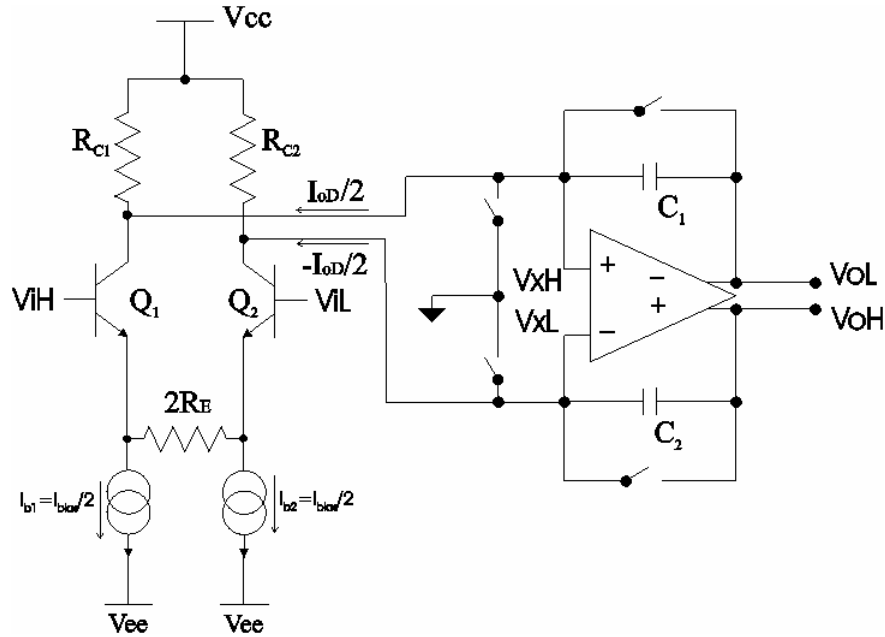 Vcc
RC1
RC2
IoD/2
-IoD/2
C1
ViH
Q1
Q2
ViL
VxH
VxL
+
−
−
+
VoL
VoH
2RE
C2
Ib1=Ibias/2
Ib2=Ibias/2
Vee
Vee